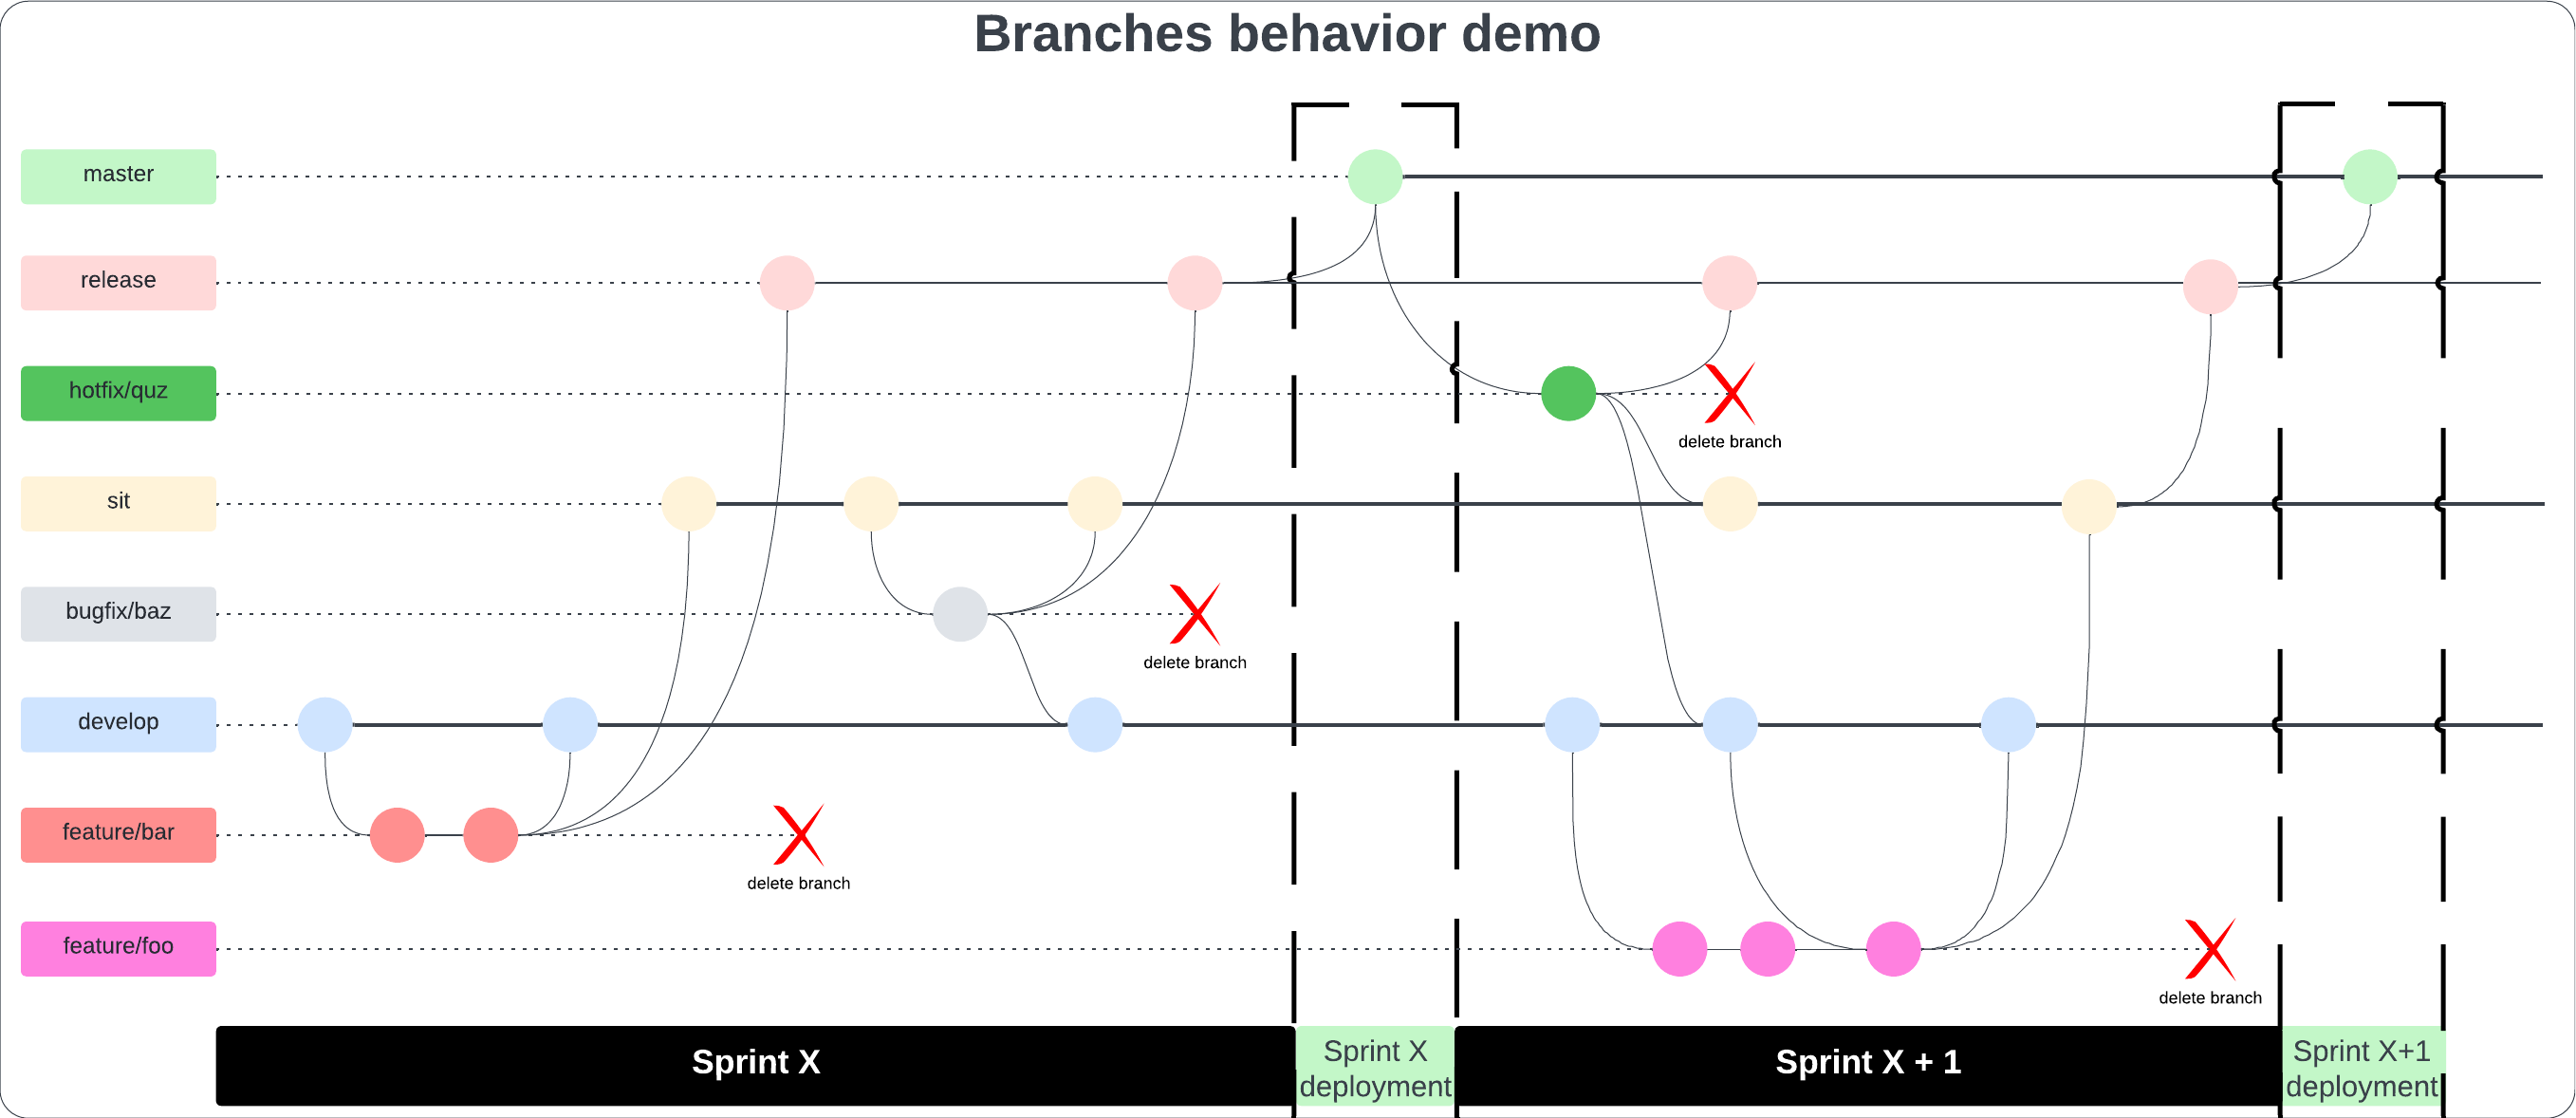 Branches behavior demo
master
release
hotfix/quz
delete branch
sit
bugfix/baz
delete branch
develop
feature/bar
delete branch
feature/foo
delete branch
Sprint X
Sprint X
deployment
Sprint X + 1
Sprint X+1
deployment